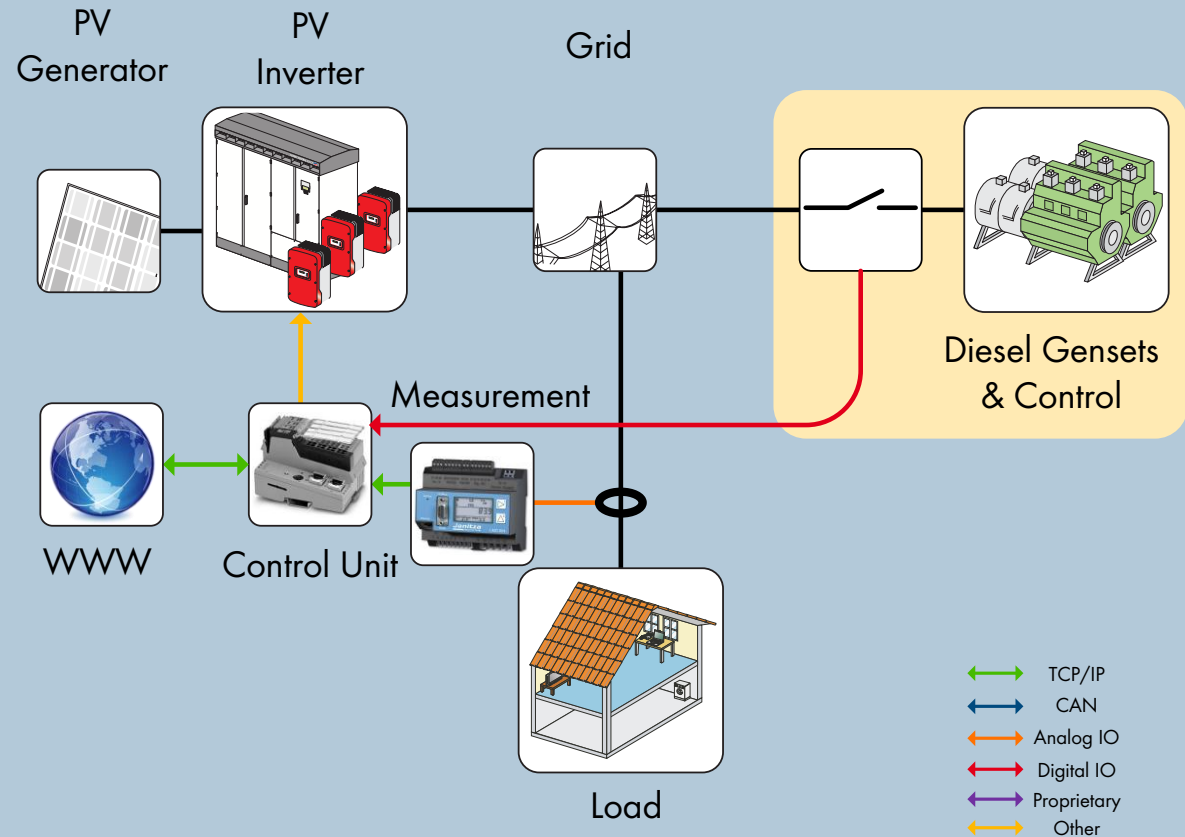 PV
Generator
PV
Inverter
Grid
Diesel Gensets
& Control
Measurement
WWW
Control Unit
Janitza
Load
TCP/IP
CAN
Analog IO
Digital IO
Proprietary
Other